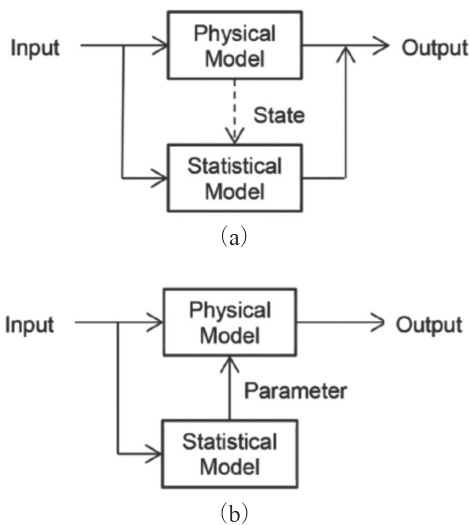 Input
Physical
Model
Output
State
Statistical
Model
(a)
Input
Physical
Model
Output
Parameter
Statistical
Model
(b)